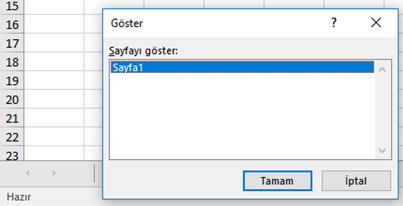 15
16
17
18
19
20
21
22
23
Göster
? ×
Sayfayı göster:
Sayfa1
Tamam
İptal
Hazır